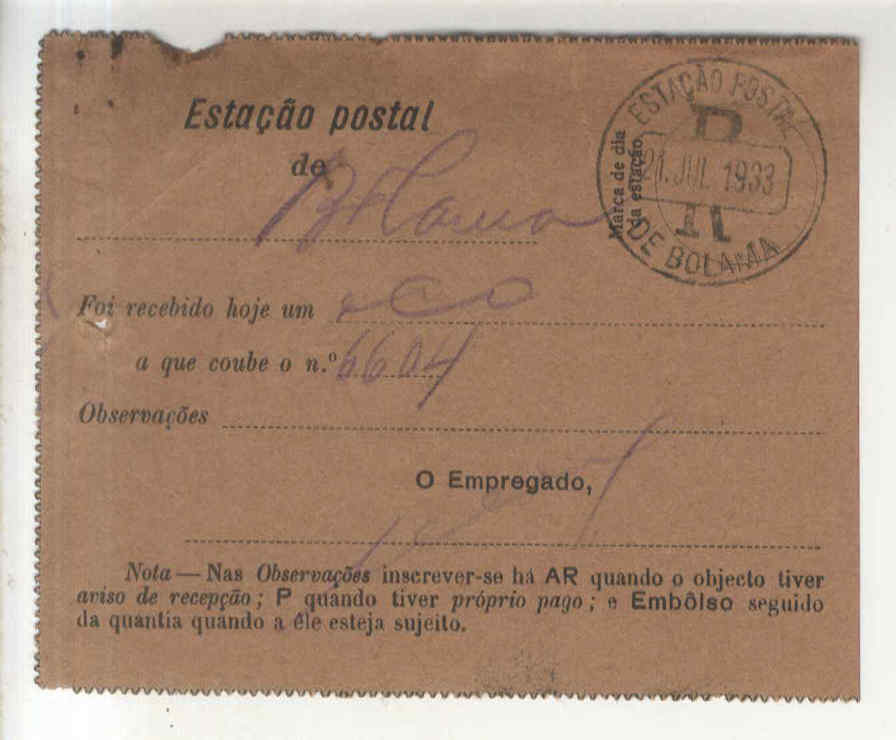 Estação postal
de
Bolama
Foi recebido hoje um
a que coube o n.º 6604
Observações
O Empregado,
Nota — Nas Observações inscrever-se há AR quando o objecto tiver
aviso de recepção; P quando tiver próprio pago; e Embôlso seguido
da quantia quando a êle esteja sujeito.
Marca de dia
da estação
ESTAÇÃO POSTAL
21. JUL 1933
DE BOLAMA